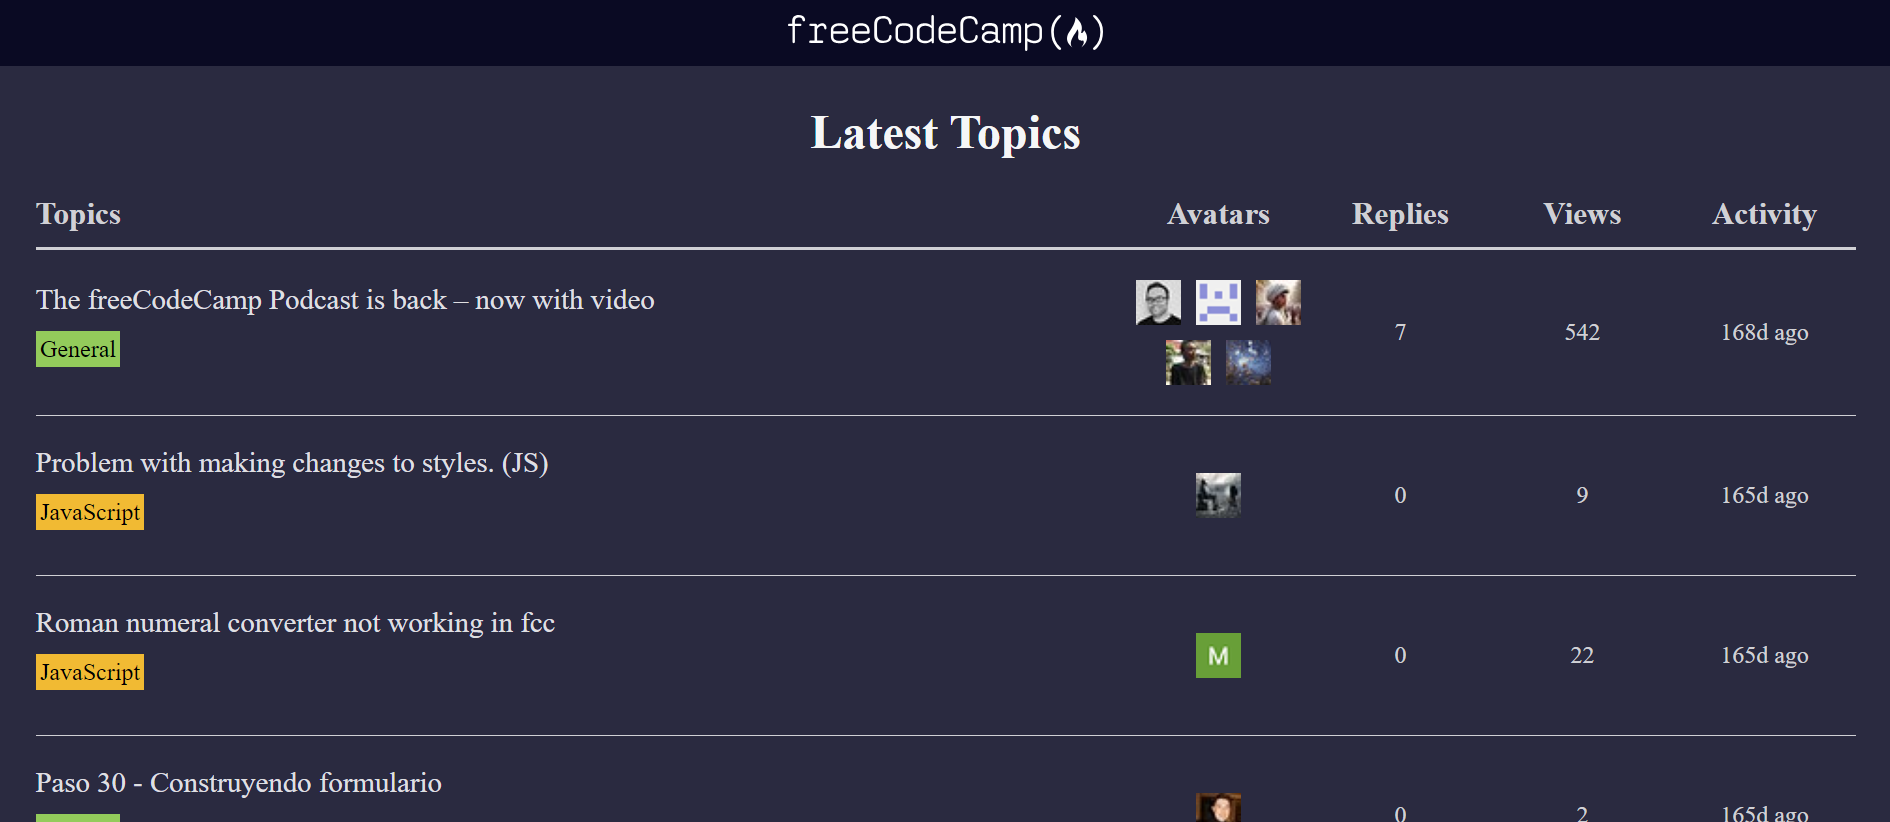 freeCodeCamp(🔥)
Latest Topics
Topics Avatars Replies Views Activity
The freeCodeCamp Podcast is back – now with video
General
7 542 168d ago
Problem with making changes to styles. (JS)
JavaScript
0 9 165d ago
Roman numeral converter not working in fcc
JavaScript
M
0 22 165d ago
Paso 30 - Construyendo formulario
0 2 165d ago